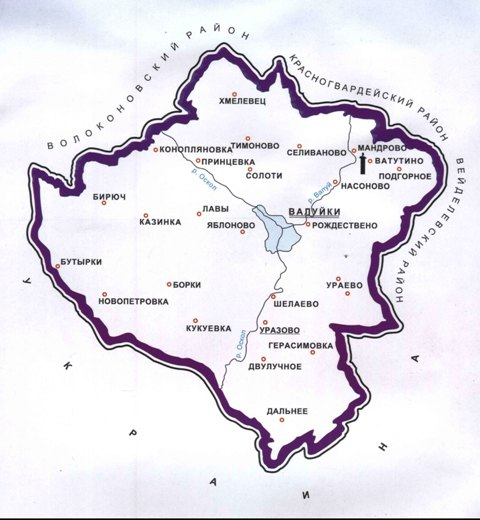 ВОЛОКОНОВСКИЙ РАЙОН
КРАСНОГВАРДЕЙСКИЙ РАЙОН
ВЕЙДЕЛЕВСКИЙ РАЙОН
ХМЕЛЕВЕЦ
КОНОПЛЯНОВКА
ТИМОНОВО
СЕЛИВАНОВО
МАНДРОВО
ПРИНЦЕВКА
ВАТУТИНО
СОЛОТИ
ПОДГОРНОЕ
р. Оскол
р. Валуй
НАСОНОВО
БИРЮЧ
ЛАВЫ
ВАЛУЙКИ
КАЗИНКА
ЯБЛОНОВО
РОЖДЕСТВЕНО
БУТЫРКИ
БОРКИ
УРАЕВО
НОВОПЕТРОВКА
ШЕЛАЕВО
КУКУЕВКА
УРАЗОВО
р. Оскол
ГЕРАСИМОВКА
ДВУЛУЧНОЕ
ДАЛЬНЕЕ
УКРАИНА